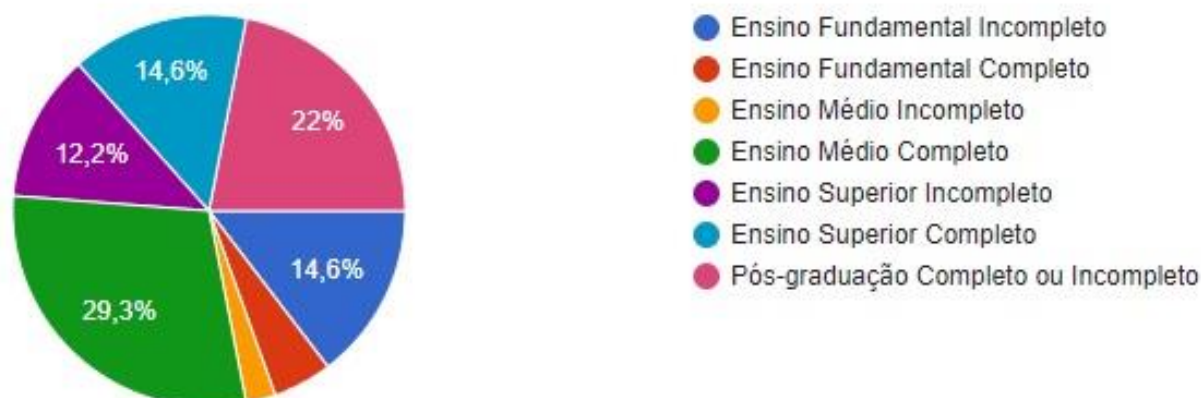 14,6%
22%
12,2%
14,6%
29,3%
Ensino Fundamental Incompleto
Ensino Fundamental Completo
Ensino Médio Incompleto
Ensino Médio Completo
Ensino Superior Incompleto
Ensino Superior Completo
Pós-graduação Completo ou Incompleto